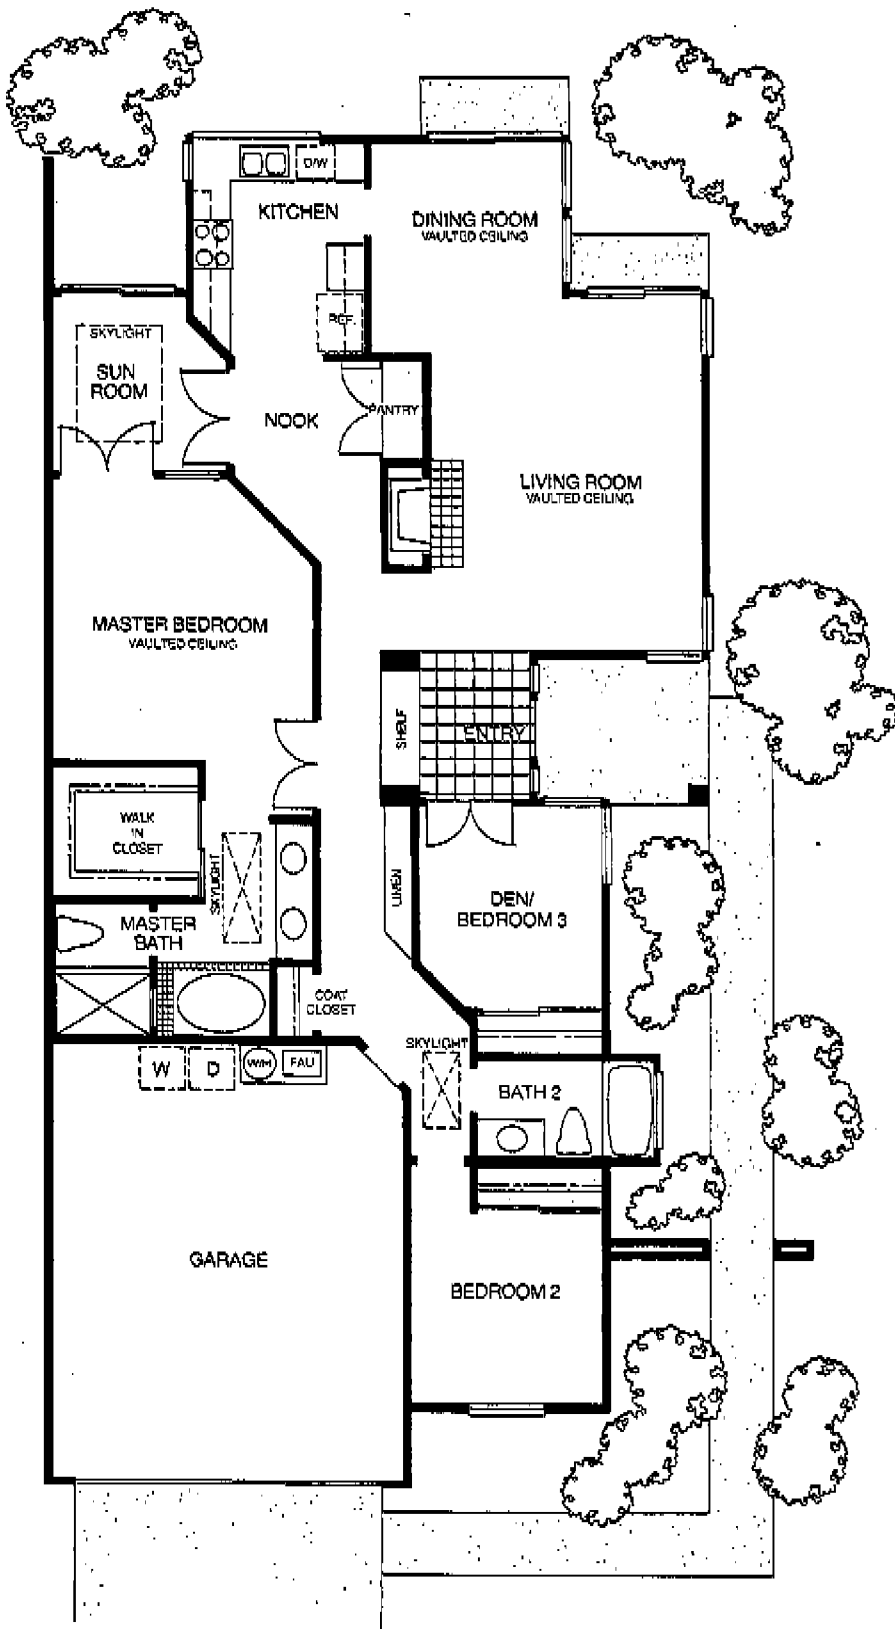 D/W
KITCHEN
DINING ROOM
VAULTED CEILING
REF.
SKYLIGHT
SUN
ROOM
NOOK
PANTRY
LIVING ROOM
VAULTED CEILING
MASTER BEDROOM
VAULTED CEILING
SHELF
ENTRY
WALK
IN
CLOSET
SKYLIGHT
LINEN
DEN/
BEDROOM 3
MASTER
BATH
COAT
CLOSET
SKYLIGHT
W
D
WH
FAU
BATH 2
GARAGE
BEDROOM 2